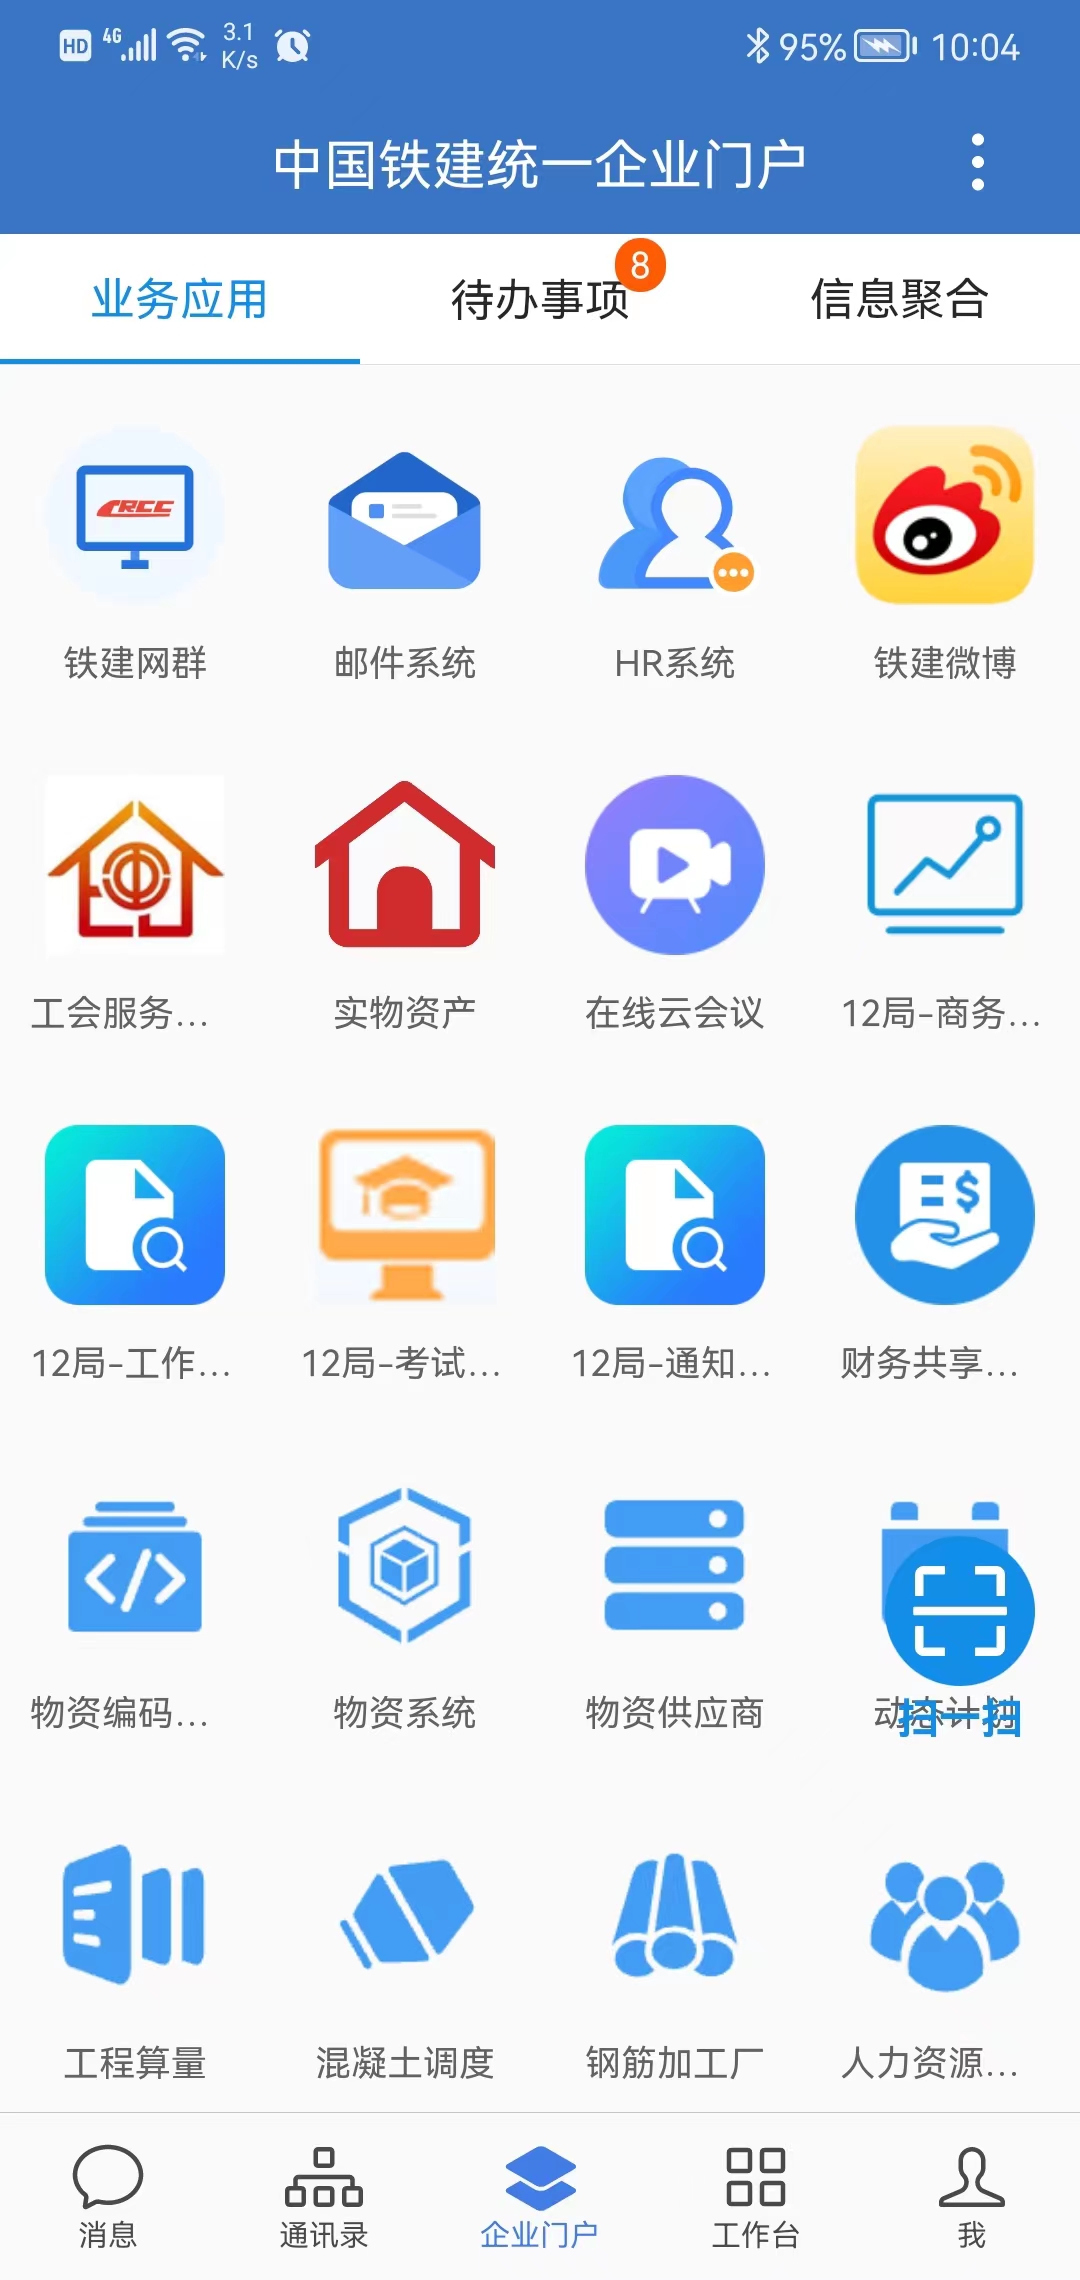 HD 4G 3.1 K/s 95% 10:04
中国铁建统一企业门户
业务应用 待办事项 8 信息聚合
CRCC
铁建网群 邮件系统 HR系统 铁建微博
工会服务... 实物资产 在线云会议 12局-商务...
12局-工作... 12局-考试... 12局-通知... 财务共享...
物资编码... 物资系统 物资供应商 动态计划
扫一扫
工程算量 混凝土调度 钢筋加工厂 人力资源...
消息 通讯录 企业门户 工作台 我